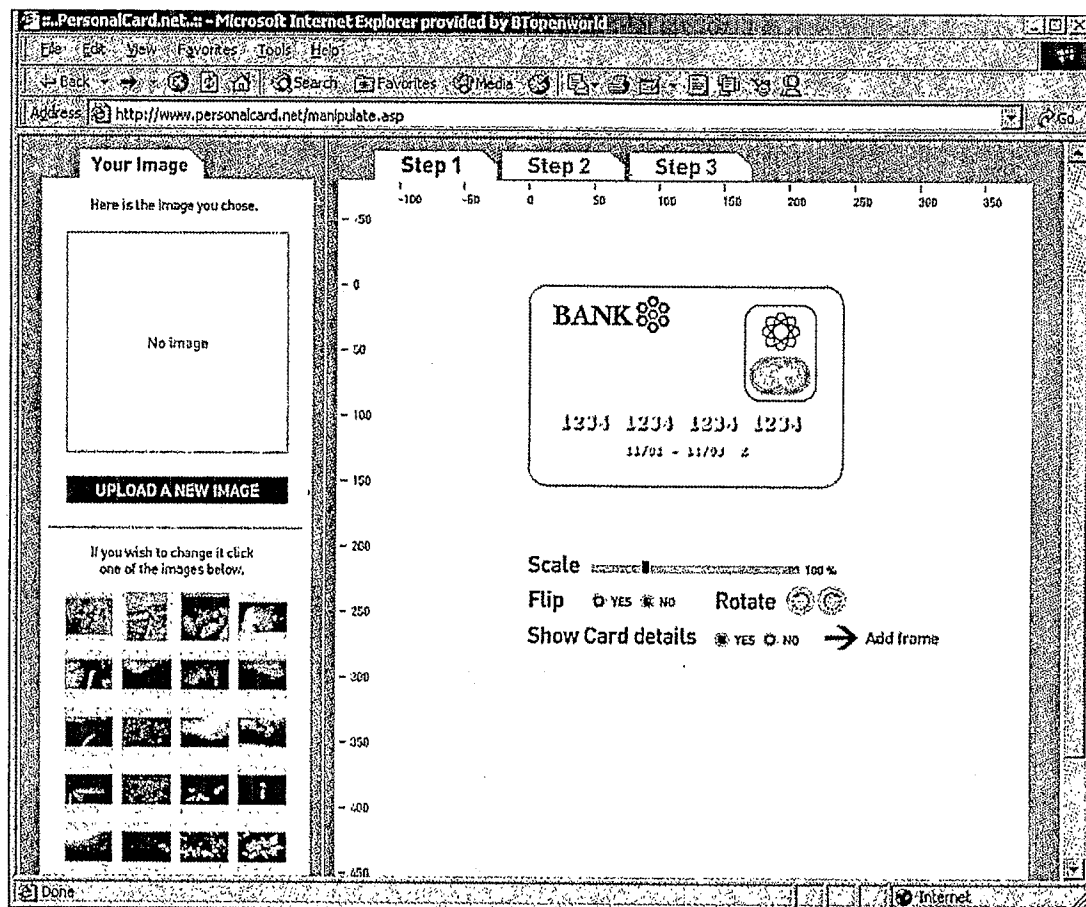 ::..PersonalCard.net..:: - Microsoft Internet Explorer provided by BTopenworld
File Edit View Favorites Tools Help
Back Search Favorites Media
Address http://www.personalcard.net/manipulate.asp Go
Your Image
Here is the image you chose.
No image
UPLOAD A NEW IMAGE
If you wish to change it click
one of the images below.
Step 1 Step 2 Step 3
-100 -50 0 50 100 150 200 250 300 350
-50
0
50
100
150
200
250
300
350
400
450
BANK
1234 1234 1234 1234
Scale 100 %
Flip YES NO Rotate
Show Card details YES NO Add frame
Done Internet